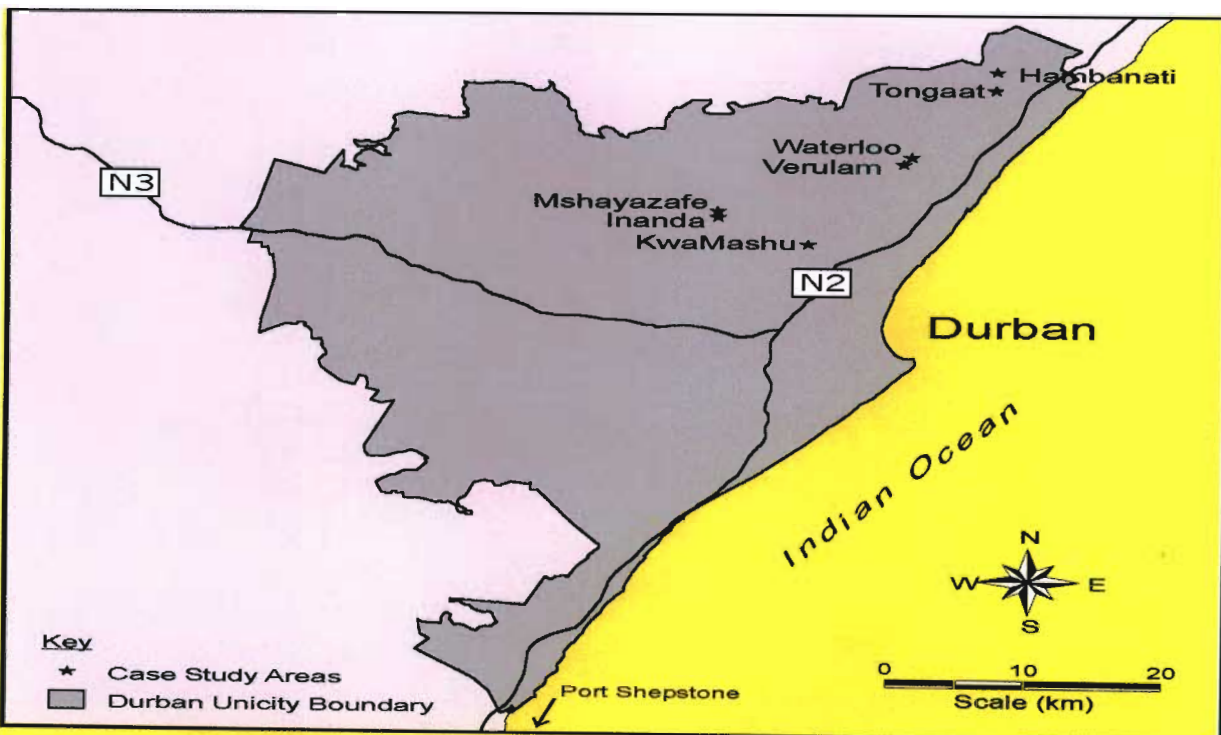 Hambanati
Tongaat
Waterloo
Verulam
N3
Mshayazafe
Inanda
KwaMashu
N2
Durban
Indian Ocean
N
W E
S
Key
Case Study Areas
Durban Unicity Boundary
Port Shepstone
0 10 20
Scale (km)